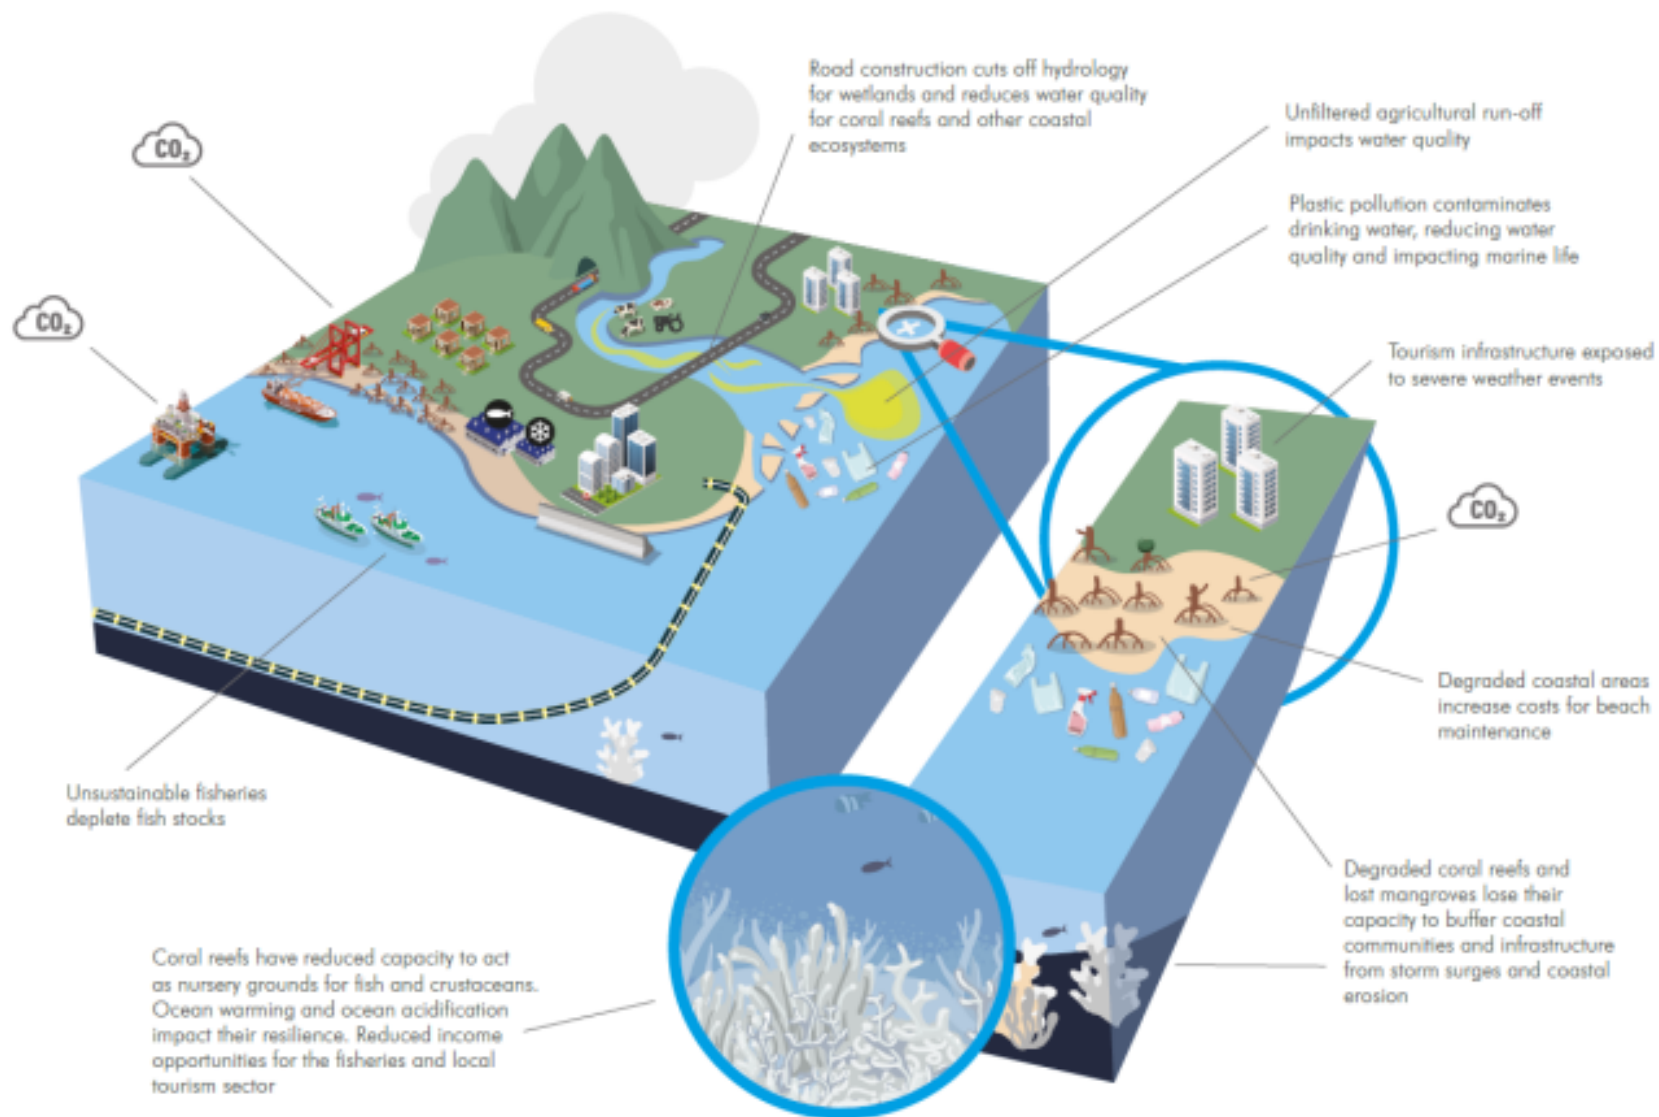 Road construction cuts off hydrology
for wetlands and reduces water quality
for coral reefs and other coastal
ecosystems
Unfiltered agricultural run-off
impacts water quality
CO₂
Plastic pollution contaminates
drinking water, reducing water
quality and impacting marine life
CO₂
Tourism infrastructure exposed
to severe weather events
CO₂
Degraded coastal areas
increase costs for beach
maintenance
Unsustainable fisheries
deplete fish stocks
Degraded coral reefs and
lost mangroves lose their
capacity to buffer coastal
communities and infrastructure
from storm surges and coastal
erosion
Coral reefs have reduced capacity to act
as nursery grounds for fish and crustaceans.
Ocean warming and ocean acidification
impact their resilience. Reduced income
opportunities for the fisheries and local
tourism sector